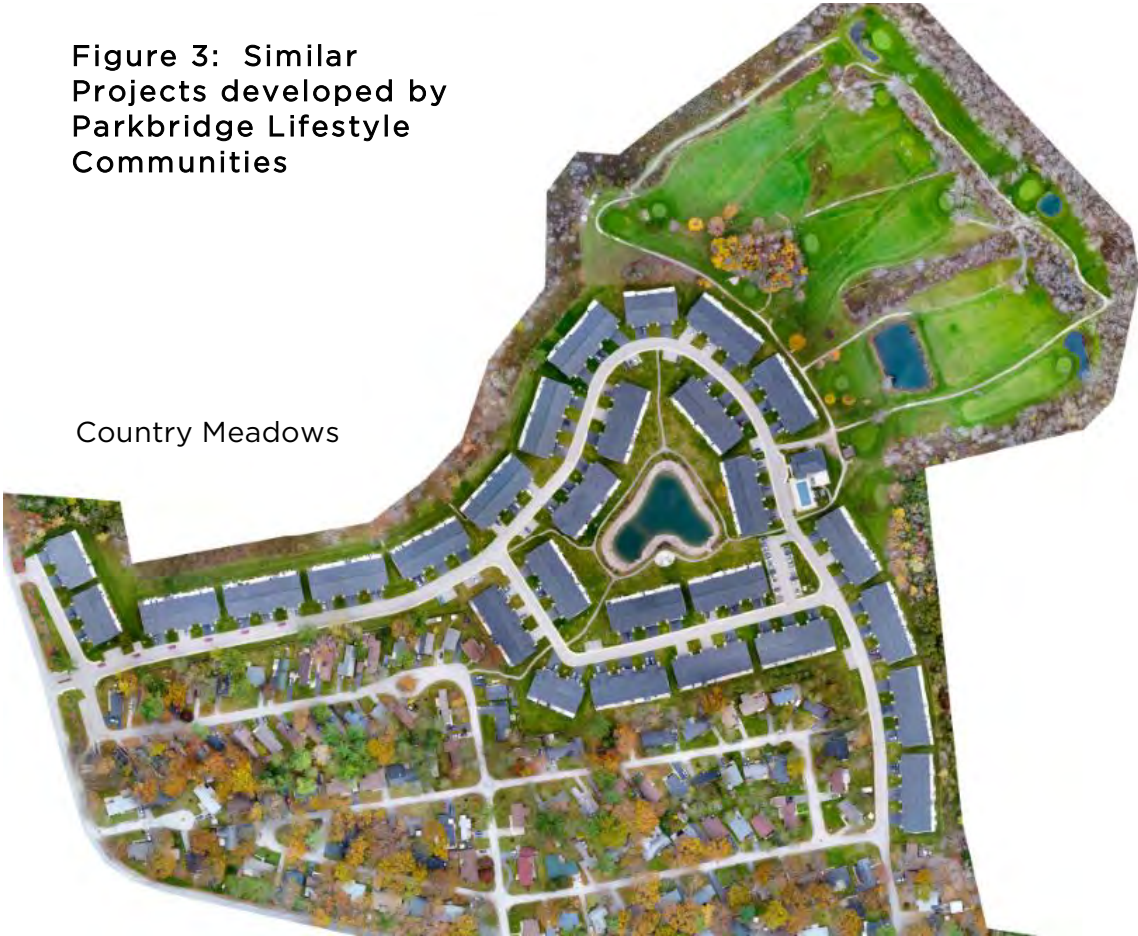 Figure 3: Similar
Projects developed by
Parkbridge Lifestyle
Communities
Country Meadows